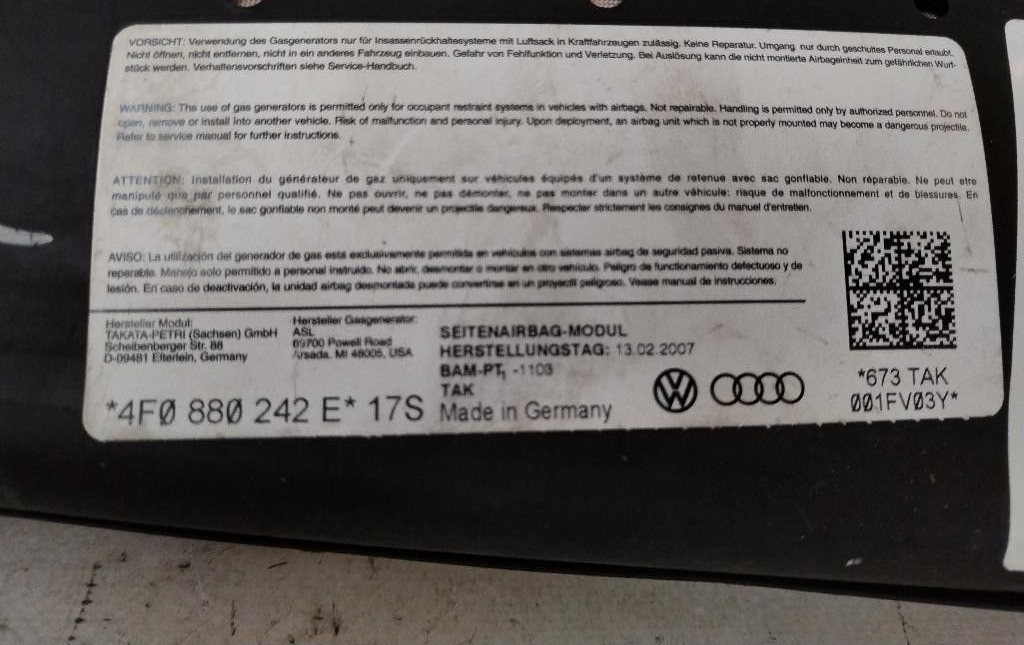 VORSICHT: Verwendung des Gasgenerators nur für Insassenrückhaltesysteme mit Luftsack in Kraftfahrzeugen zulässig. Keine Reparatur. Umgang nur durch geschultes Personal erlaubt.
Nicht öffnen, nicht entfernen, nicht in ein anderes Fahrzeug einbauen. Gefahr von Fehlfunktion und Verletzung. Bei Auslösung kann die nicht montierte Airbageinheit zum gefährlichen Wurf-
stück werden. Verhaltensvorschriften siehe Service-Handbuch.
WARNING: The use of gas generators is permitted only for occupant restraint systems in vehicles with airbags. Not repairable. Handling is permitted only by authorized personnel. Do not
open, remove or install into another vehicle. Risk of malfunction and personal injury. Upon deployment, an airbag unit which is not properly mounted may become a dangerous projectile.
Refer to service manual for further instructions.
ATTENTION: Installation du générateur de gaz uniquement sur véhicules équipés d'un système de retenue avec sac gonflable. Non réparable. Ne peut etre
manipulé que par personnel qualifié. Ne pas ouvrir, ne pas démonter, ne pas monter dans un autre véhicule: risque de malfonctionnement et de blessures. En
cas de déclenchement, le sac gonflable non monté peut devenir un projectile dangereux. Respecter strictement les consignes du manuel d'entretien.
AVISO: La utilización del generador de gas está exclusivamente permitida en vehículos con sistemas airbag de seguridad pasiva. Sistema no
reparable. Manejo solo permitido a personal instruido. No abrir, desmontar o montar en otro vehículo. Peligro de funcionamiento defectuoso y de
lesión. En caso de deactivación, la unidad airbag desmontada puede convertirse en un proyectil peligroso. Vease manual de instrucciones.
Hersteller Modul:
TAKATA-PETRI (Sachsen) GmbH
Scheibenberger Str. 88
D-09481 Elterlein, Germany
Hersteller Gasgenerator:
ASL
69700 Powell Road
Arsada, MI 48005, USA
SEITENAIRBAG-MODUL
HERSTELLUNGSTAG: 13.02.2007
BAM-PT₁ -1103
TAK
Made in Germany
*4F0 880 242 E* 17S
*673 TAK
001FV03Y*